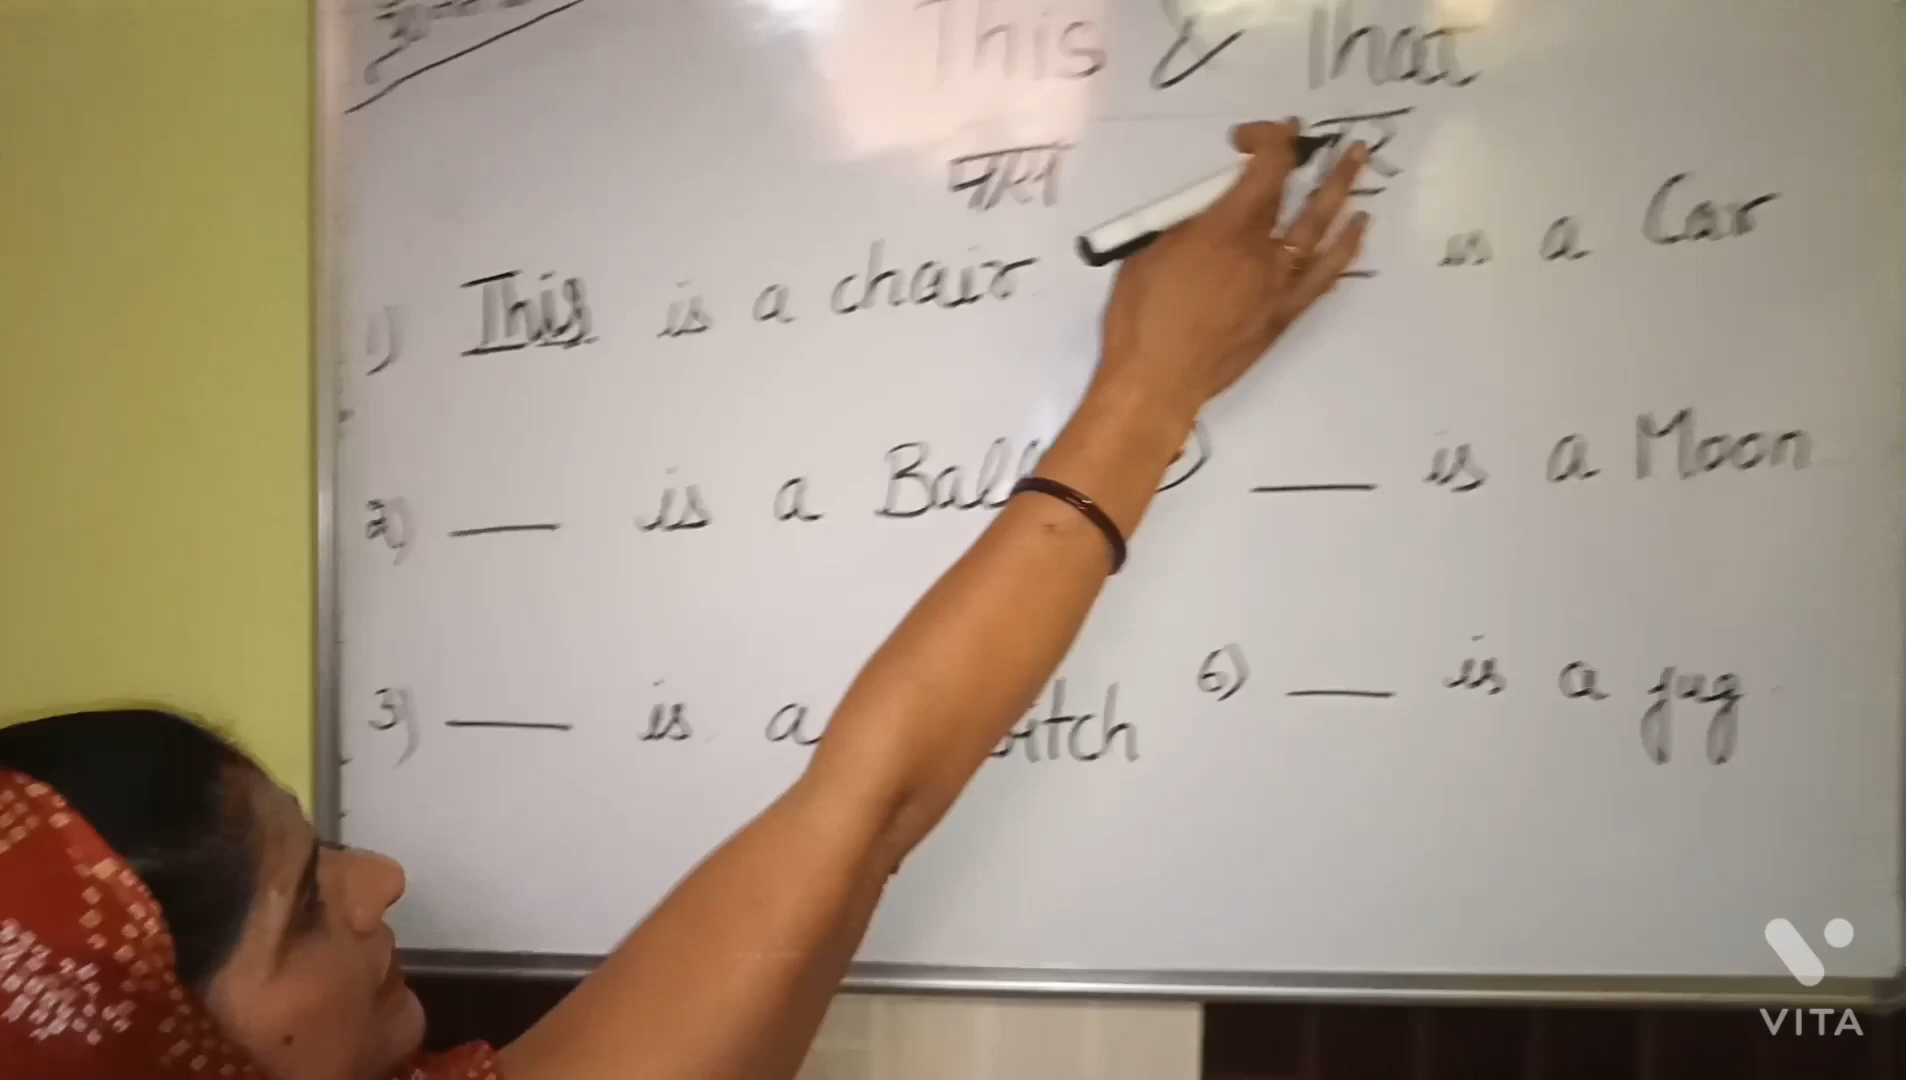 This & That
पास
दूर
1) This is a chair
is a Car
2) ___ is a Ball
) ___ is a Moon
3) ___ is a
itch
6) ___ is a jug
VITA